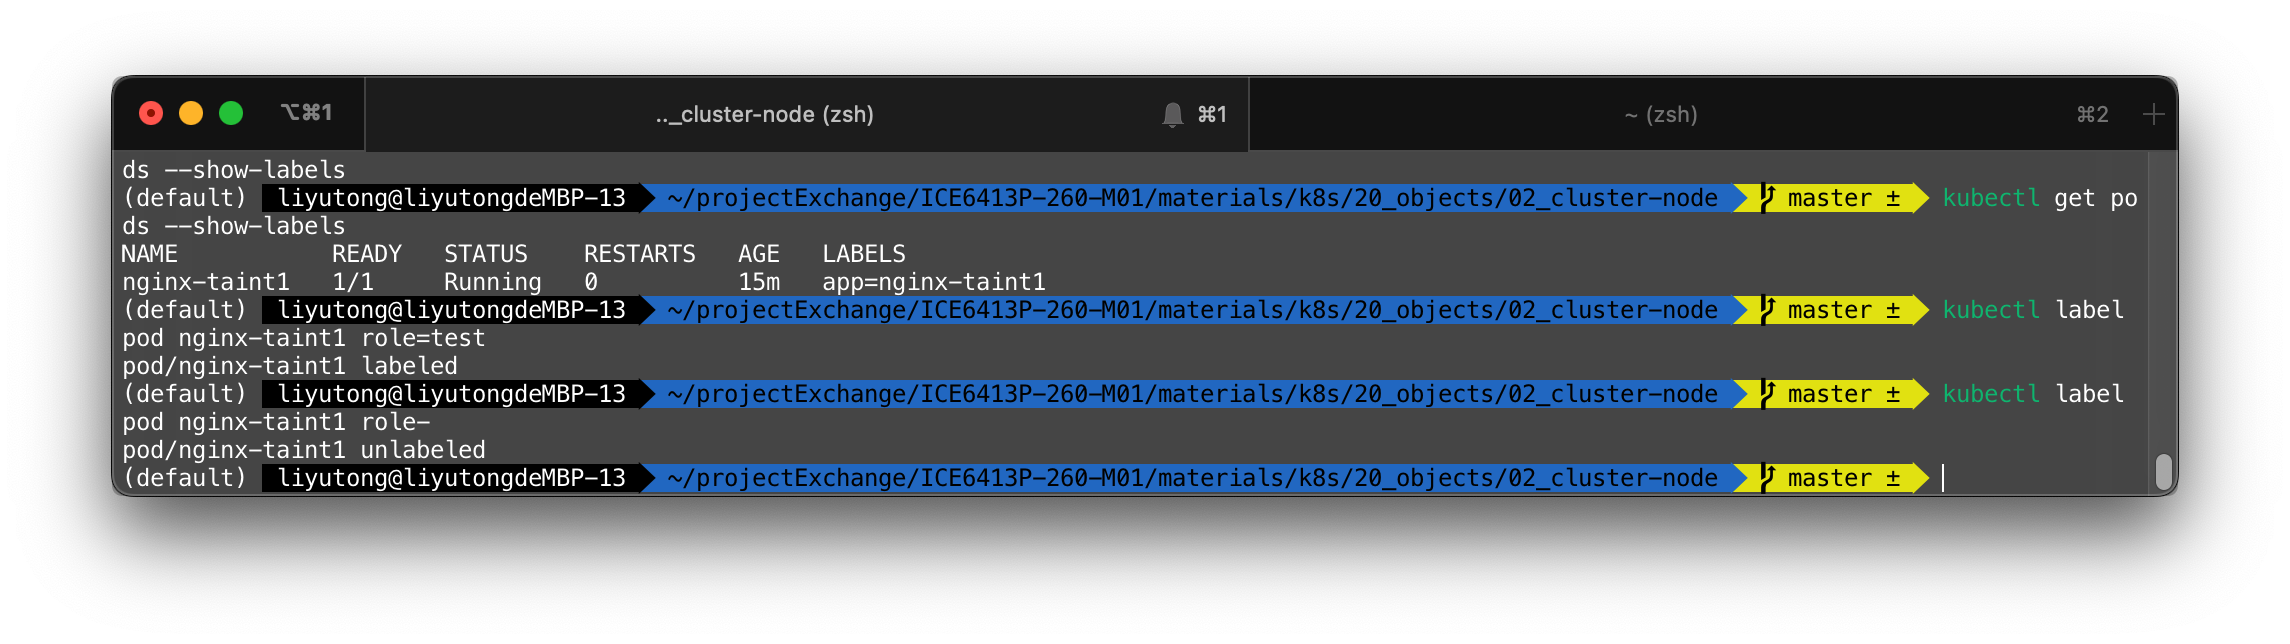 ⌥⌘1 .._cluster-node (zsh) ⌘1 ~ (zsh) ⌘2
ds --show-labels
(default) liyutong@liyutongdeMBP-13 ~/projectExchange/ICE6413P-260-M01/materials/k8s/20_objects/02_cluster-node master ± kubectl get po
ds --show-labels
NAME READY STATUS RESTARTS AGE LABELS
nginx-taint1 1/1 Running 0 15m app=nginx-taint1
(default) liyutong@liyutongdeMBP-13 ~/projectExchange/ICE6413P-260-M01/materials/k8s/20_objects/02_cluster-node master ± kubectl label
pod nginx-taint1 role=test
pod/nginx-taint1 labeled
(default) liyutong@liyutongdeMBP-13 ~/projectExchange/ICE6413P-260-M01/materials/k8s/20_objects/02_cluster-node master ± kubectl label
pod nginx-taint1 role-
pod/nginx-taint1 unlabeled
(default) liyutong@liyutongdeMBP-13 ~/projectExchange/ICE6413P-260-M01/materials/k8s/20_objects/02_cluster-node master ±